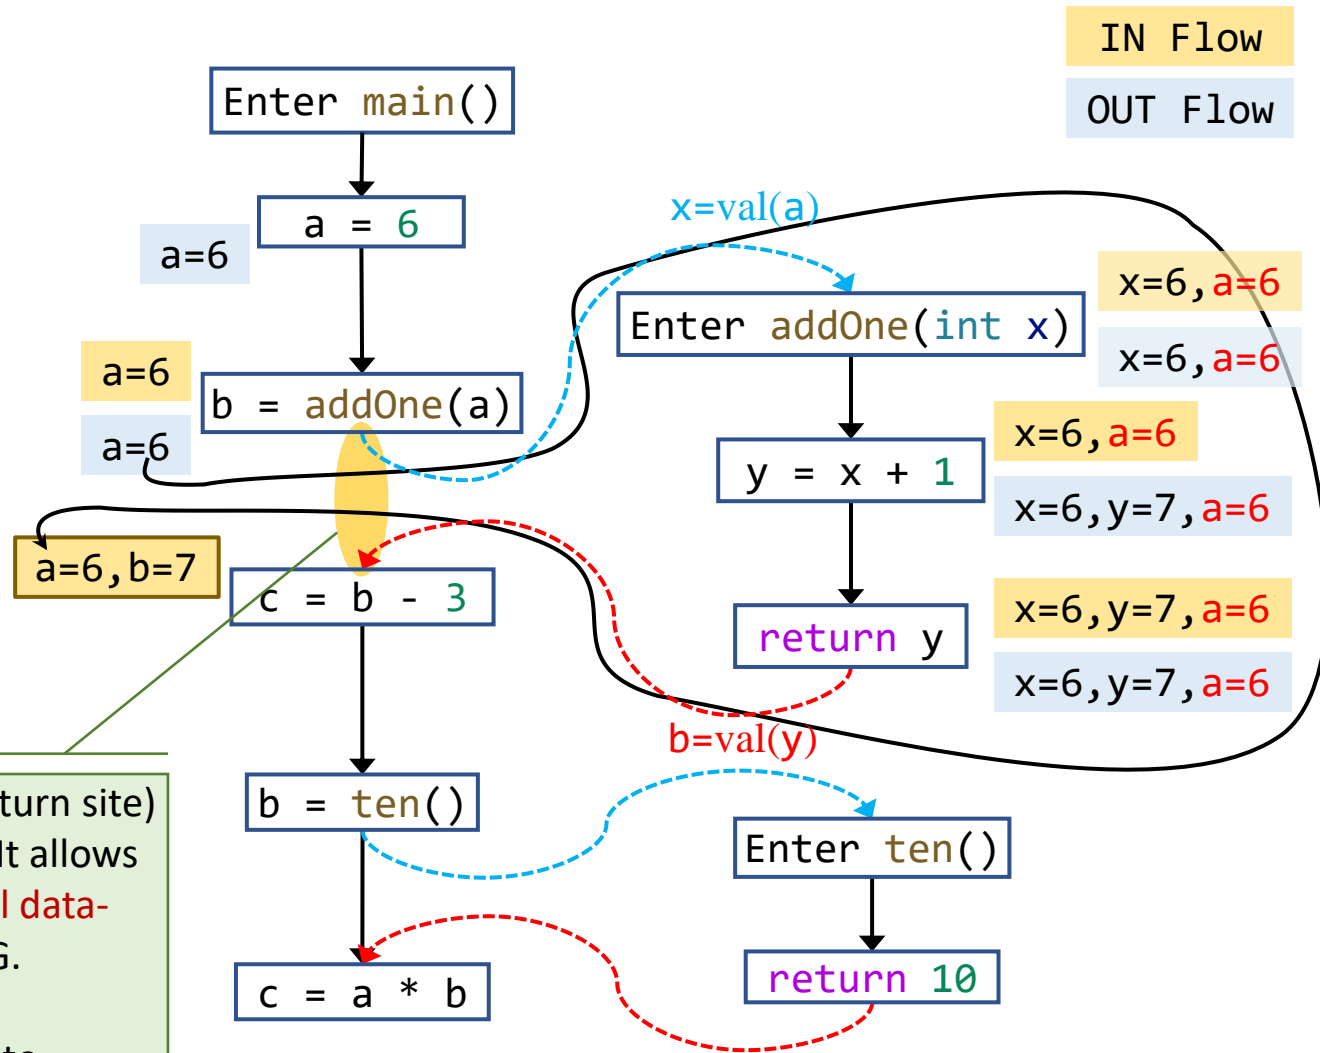 IN Flow
OUT Flow
Enter main()
a = 6
a=6
x=val(a)
Enter addOne(int x)
x=6,a=6
x=6,a=6
a=6
b = addOne(a)
a=6
y = x + 1
x=6,a=6
x=6,y=7,a=6
a=6,b=7
c = b - 3
return y
x=6,y=7,a=6
x=6,y=7,a=6
b=val(y)
b = ten()
turn site)
It allows
l data-
G.
Enter ten()
c = a * b
return 10